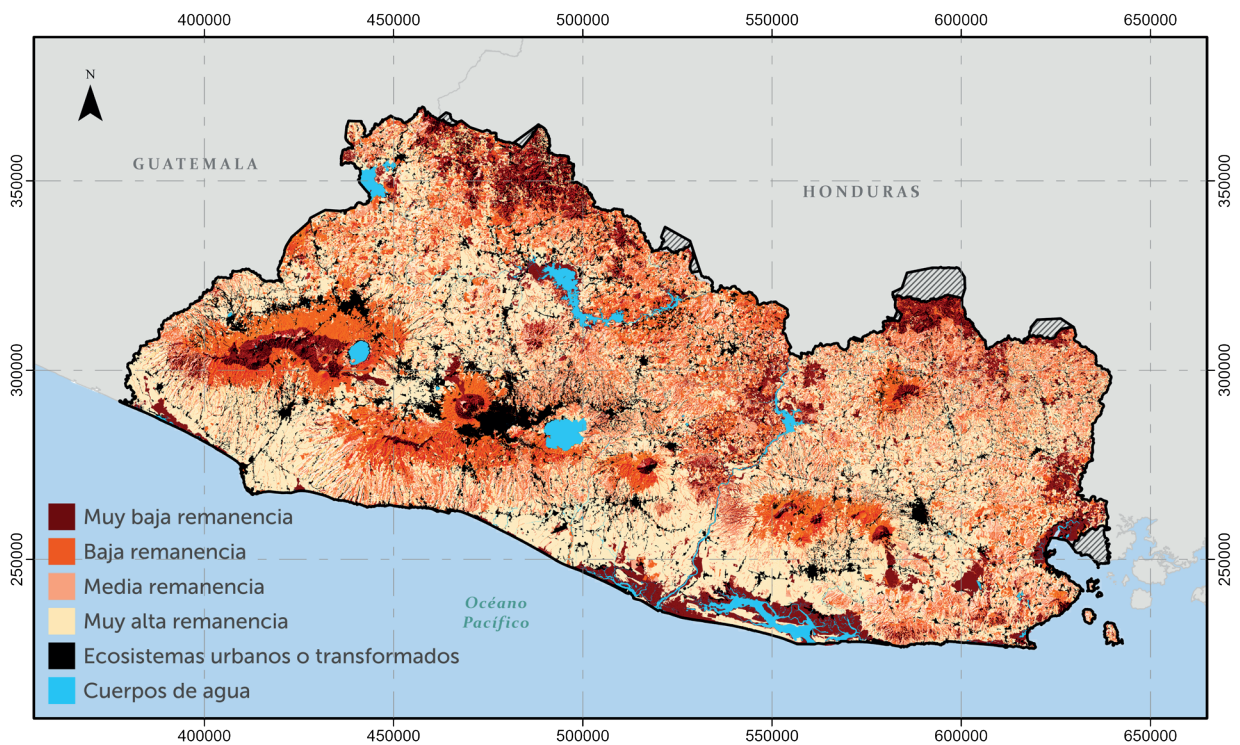 400000 450000 500000 550000 600000 650000
N
GUATEMALA
HONDURAS
350000 350000
300000 300000
250000 250000
Muy baja remanencia
Baja remanencia
Media remanencia
Muy alta remanencia
Ecosistemas urbanos o transformados
Cuerpos de agua
Océano
Pacífico
400000 450000 500000 550000 600000 650000